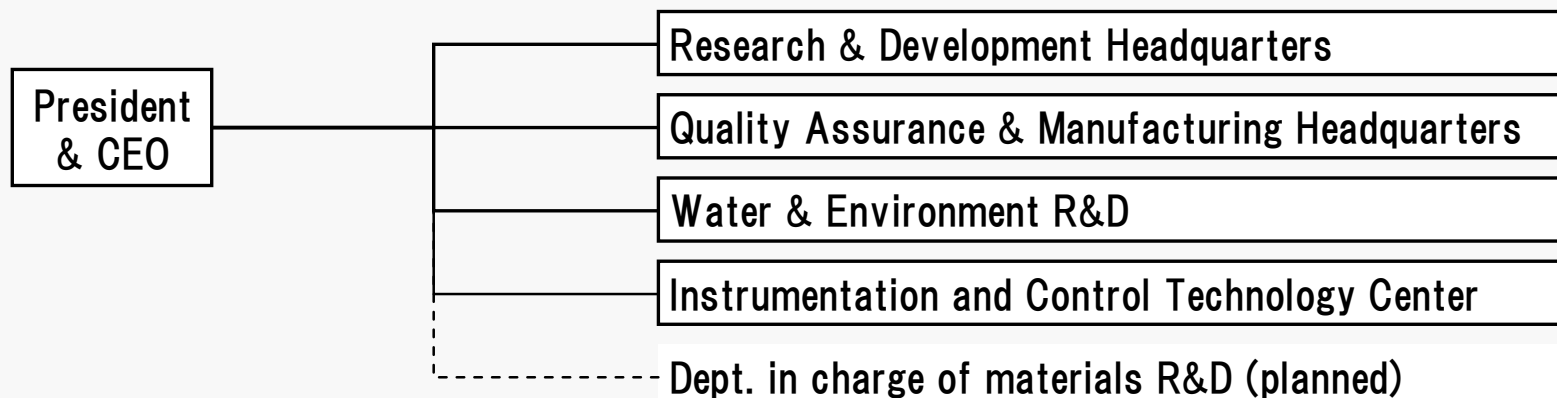 Research & Development Headquarters
President
& CEO
Quality Assurance & Manufacturing Headquarters
Water & Environment R&D
Instrumentation and Control Technology Center
Dept. in charge of materials R&D (planned)